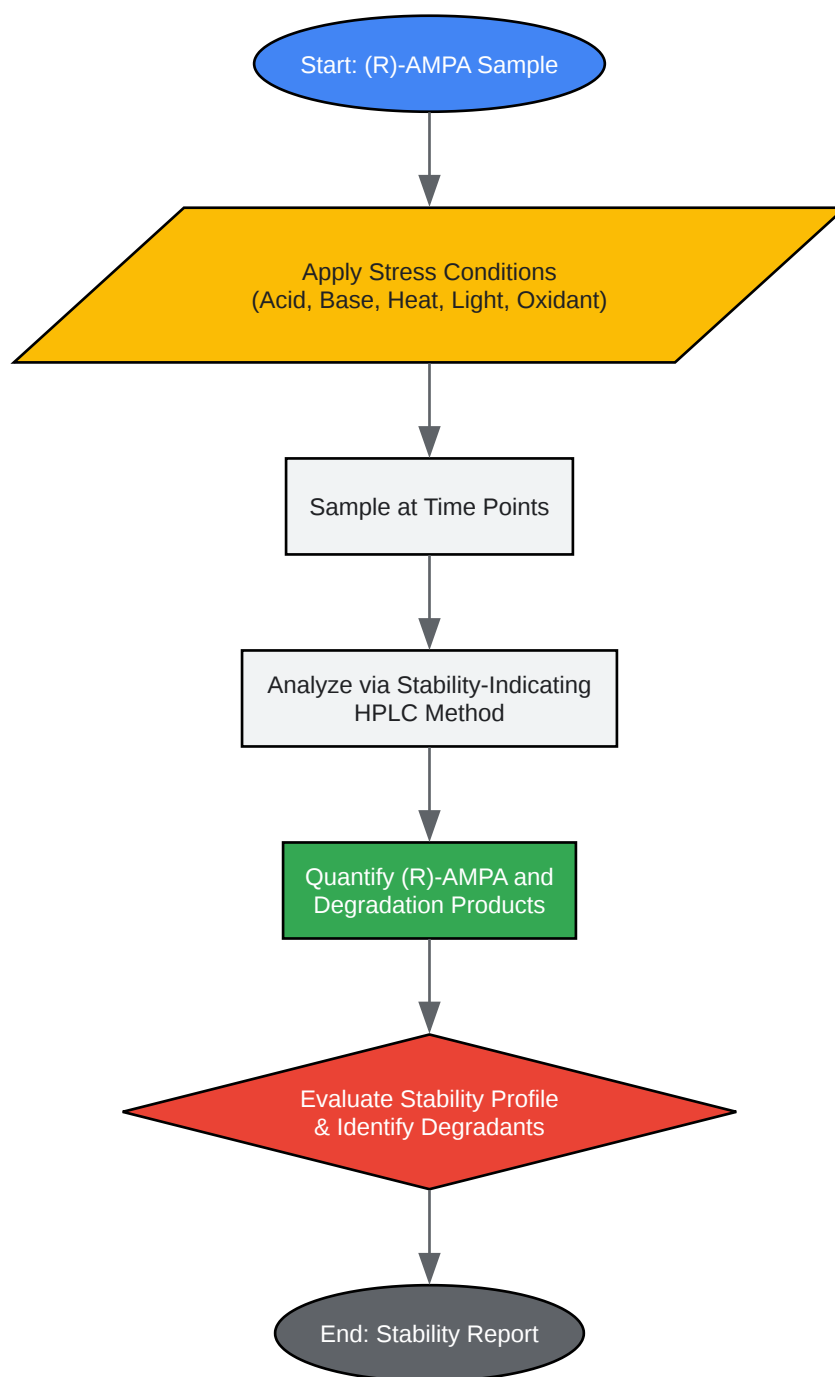 Start: (R)-AMPA Sample
Apply Stress Conditions
(Acid, Base, Heat, Light, Oxidant)
Sample at Time Points
Analyze via Stability-Indicating
HPLC Method
Quantify (R)-AMPA and
Degradation Products
Evaluate Stability Profile
& Identify Degradants
End: Stability Report